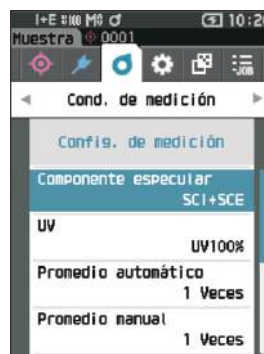 I+E M0 10:2
Muestra 0001
JOB
Cond. de medición
Config. de medición
Componente especular
SCI+SCE
UV
UV100%
Promedio automático
1 Veces
Promedio manual
1 Veces